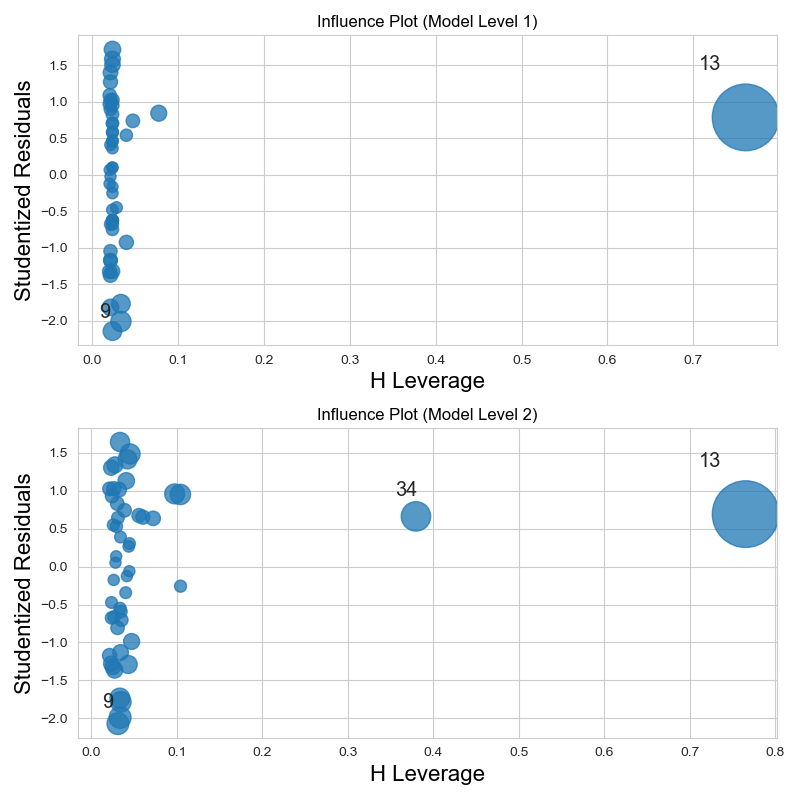 Influence Plot (Model Level 1)
13
1.5
1.0
0.5
0.0
−0.5
−1.0
−1.5
−2.0
9
Studentized Residuals
0.0 0.1 0.2 0.3 0.4 0.5 0.6 0.7
H Leverage
Influence Plot (Model Level 2)
13
34
1.5
1.0
0.5
0.0
−0.5
−1.0
−1.5
−2.0
9
Studentized Residuals
0.0 0.1 0.2 0.3 0.4 0.5 0.6 0.7 0.8
H Leverage